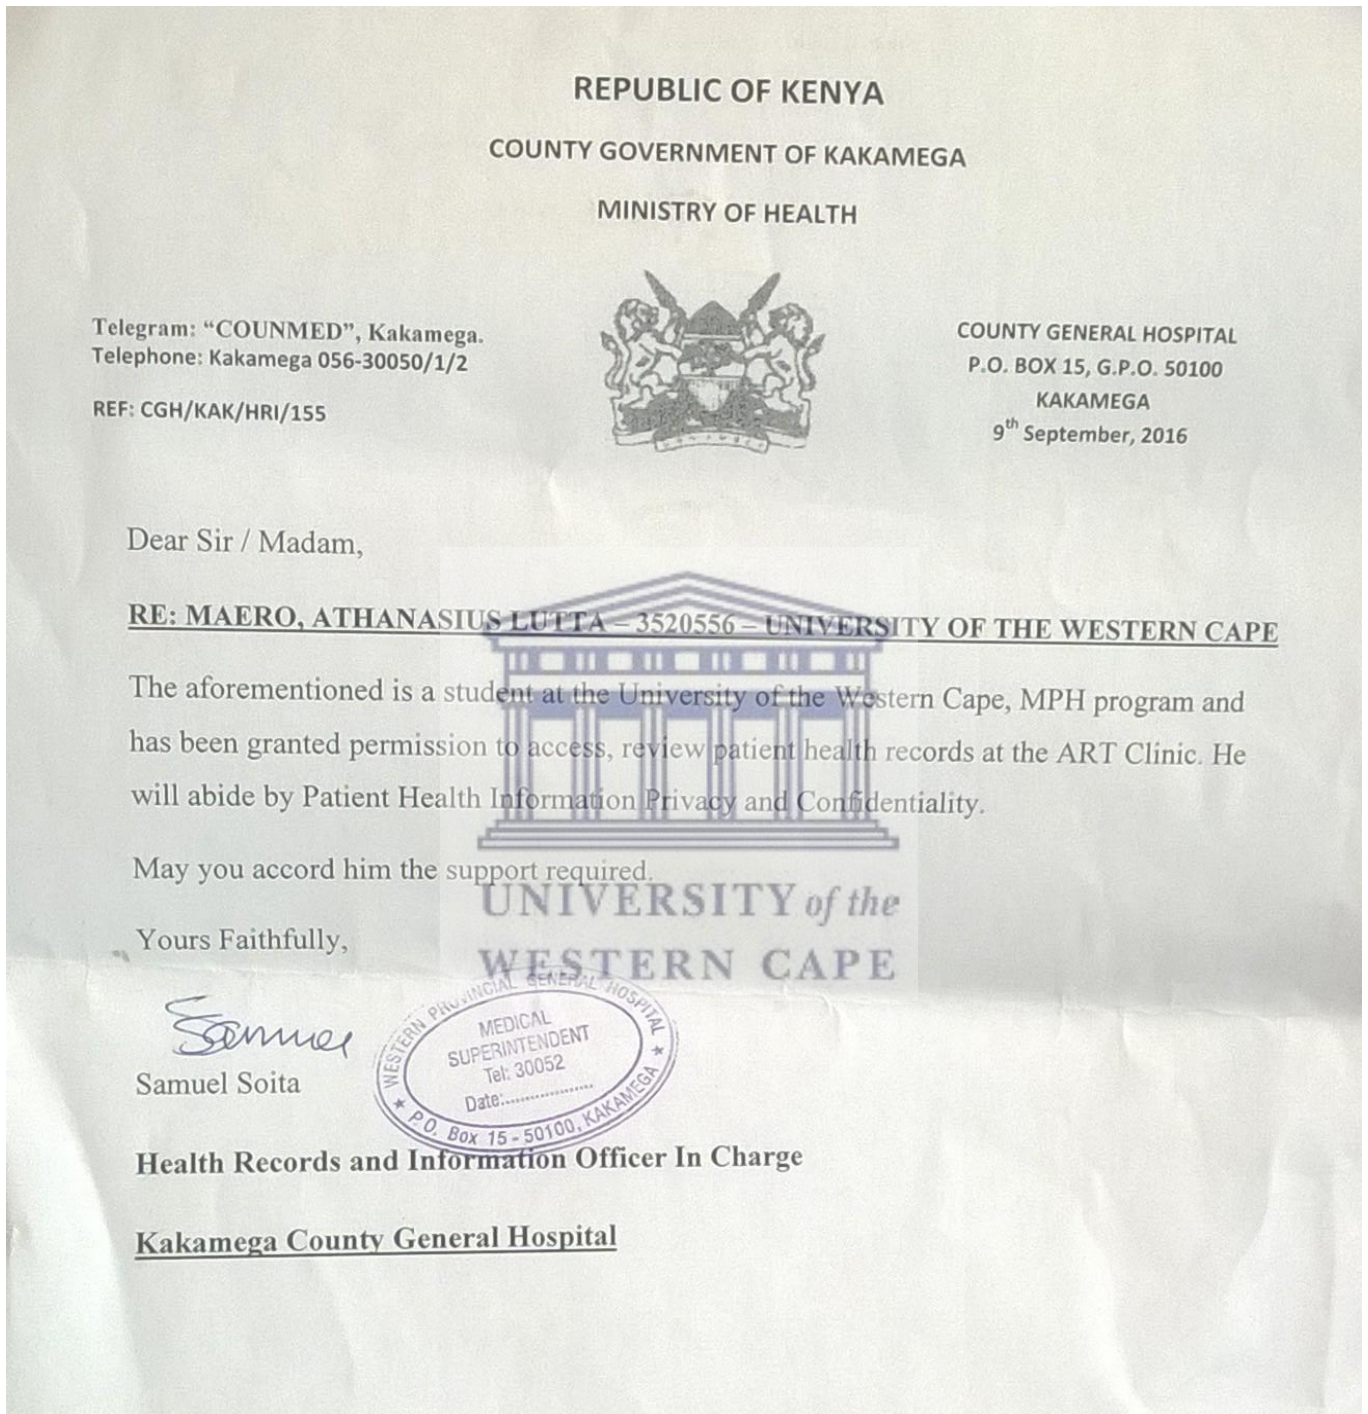 REPUBLIC OF KENYA
COUNTY GOVERNMENT OF KAKAMEGA
MINISTRY OF HEALTH
Telegram: “COUNMED”, Kakamega.
Telephone: Kakamega 056-30050/1/2
REF: CGH/KAK/HRI/155
COUNTY GENERAL HOSPITAL
P.O. BOX 15, G.P.O. 50100
KAKAMEGA
9th September, 2016
Dear Sir / Madam,
RE: MAERO, ATHANASIUS LUTTA – 3520556 – UNIVERSITY OF THE WESTERN CAPE
The aforementioned is a student at the University of the Western Cape, MPH program and
has been granted permission to access, review patient health records at the ART Clinic. He
will abide by Patient Health Information Privacy and Confidentiality.
May you accord him the support required.
UNIVERSITY of the
WESTERN CAPE
Yours Faithfully,
Samuel Soita
WESTERN PROVINCIAL GENERAL HOSPITAL
MEDICAL
SUPERINTENDENT
Tel: 30052
Date:....................
★ P.O. Box 15 - 50100, KAKAMEGA ★
Health Records and Information Officer In Charge
Kakamega County General Hospital